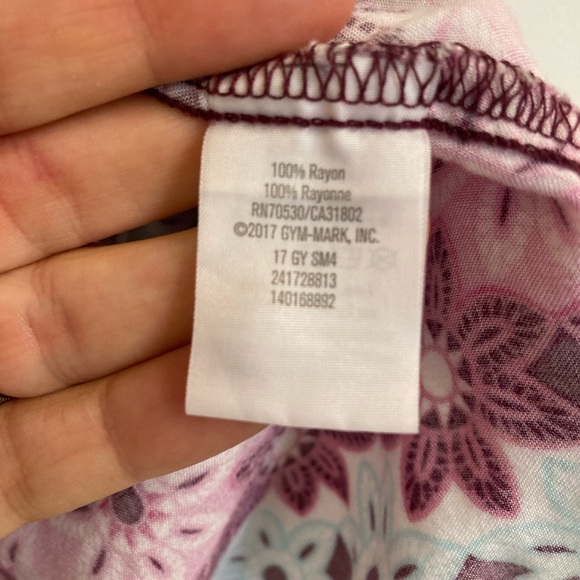 100% Rayon
100% Rayonne
RN70530/CA31802
©2017 GYM-MARK, INC.
17 GY SM4
241728813
140168892